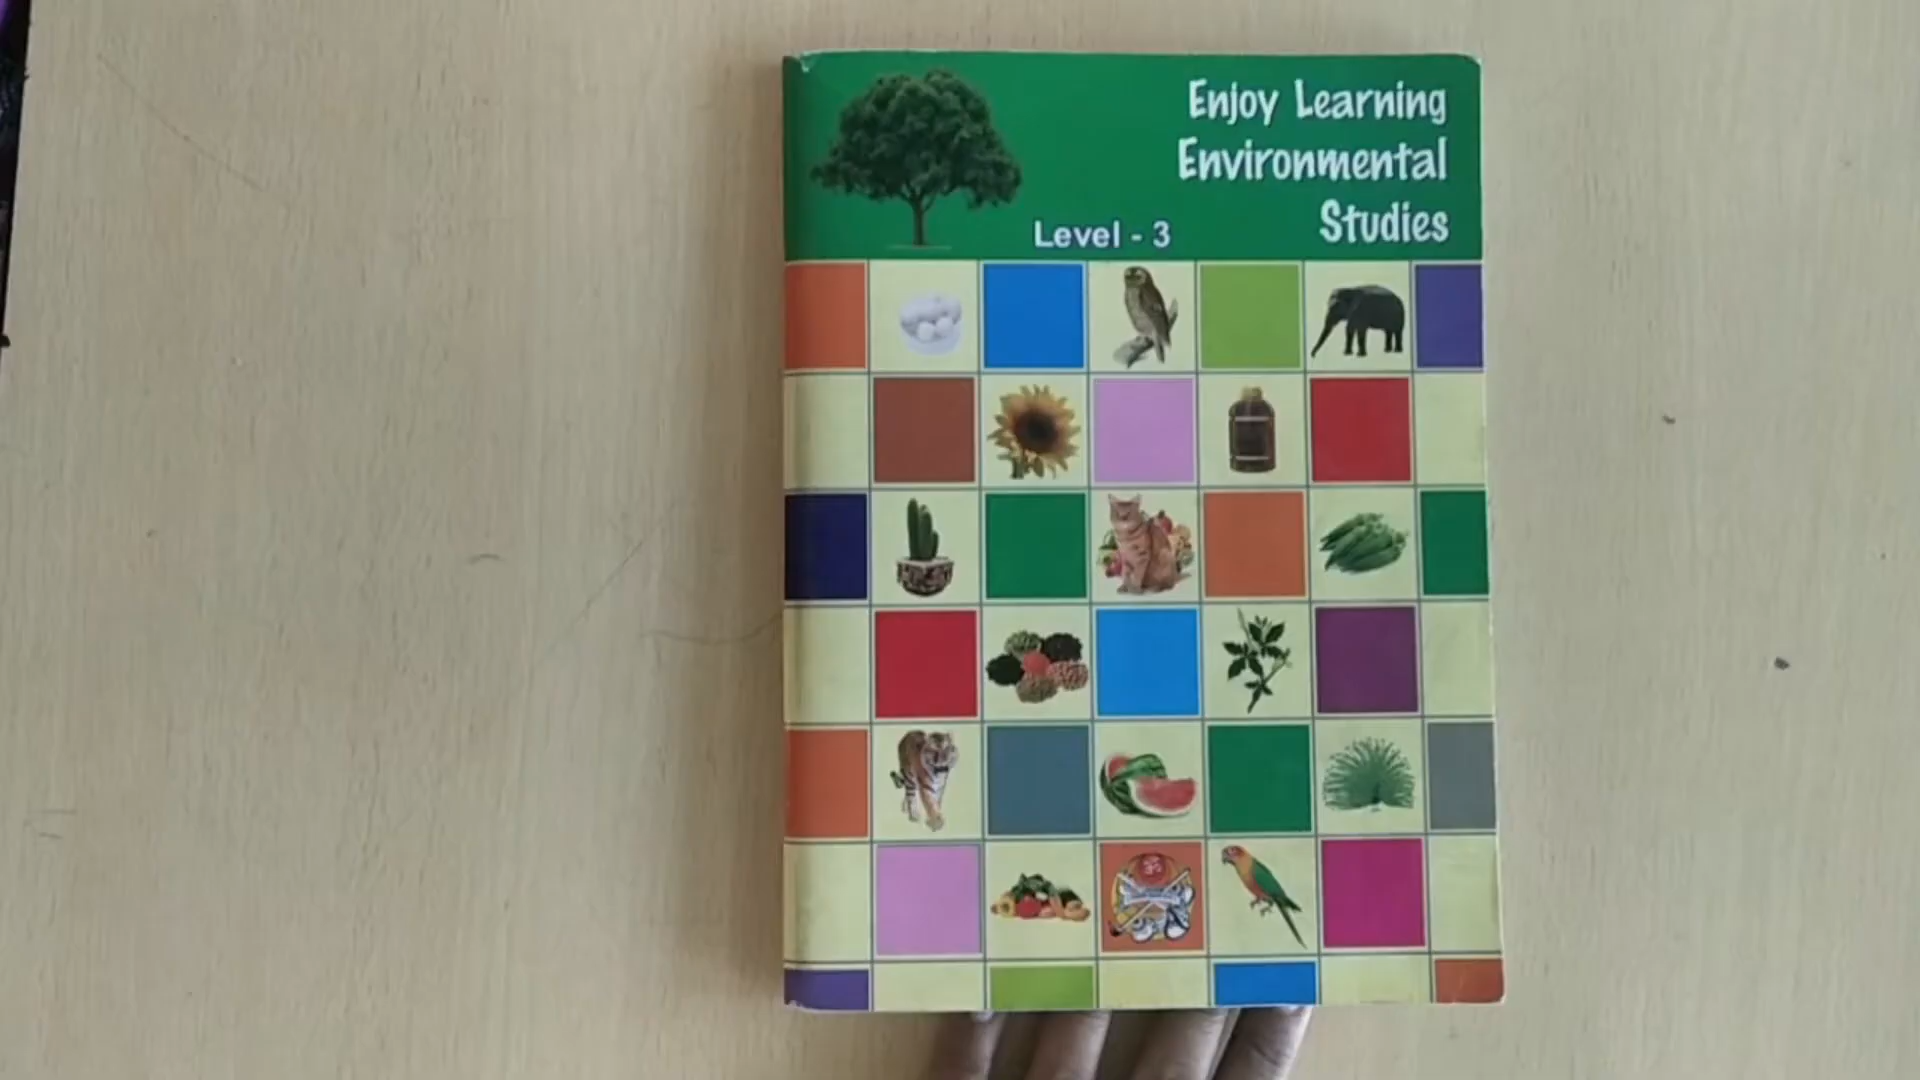 Enjoy Learning
Environmental
Studies
Level - 3
ॐ